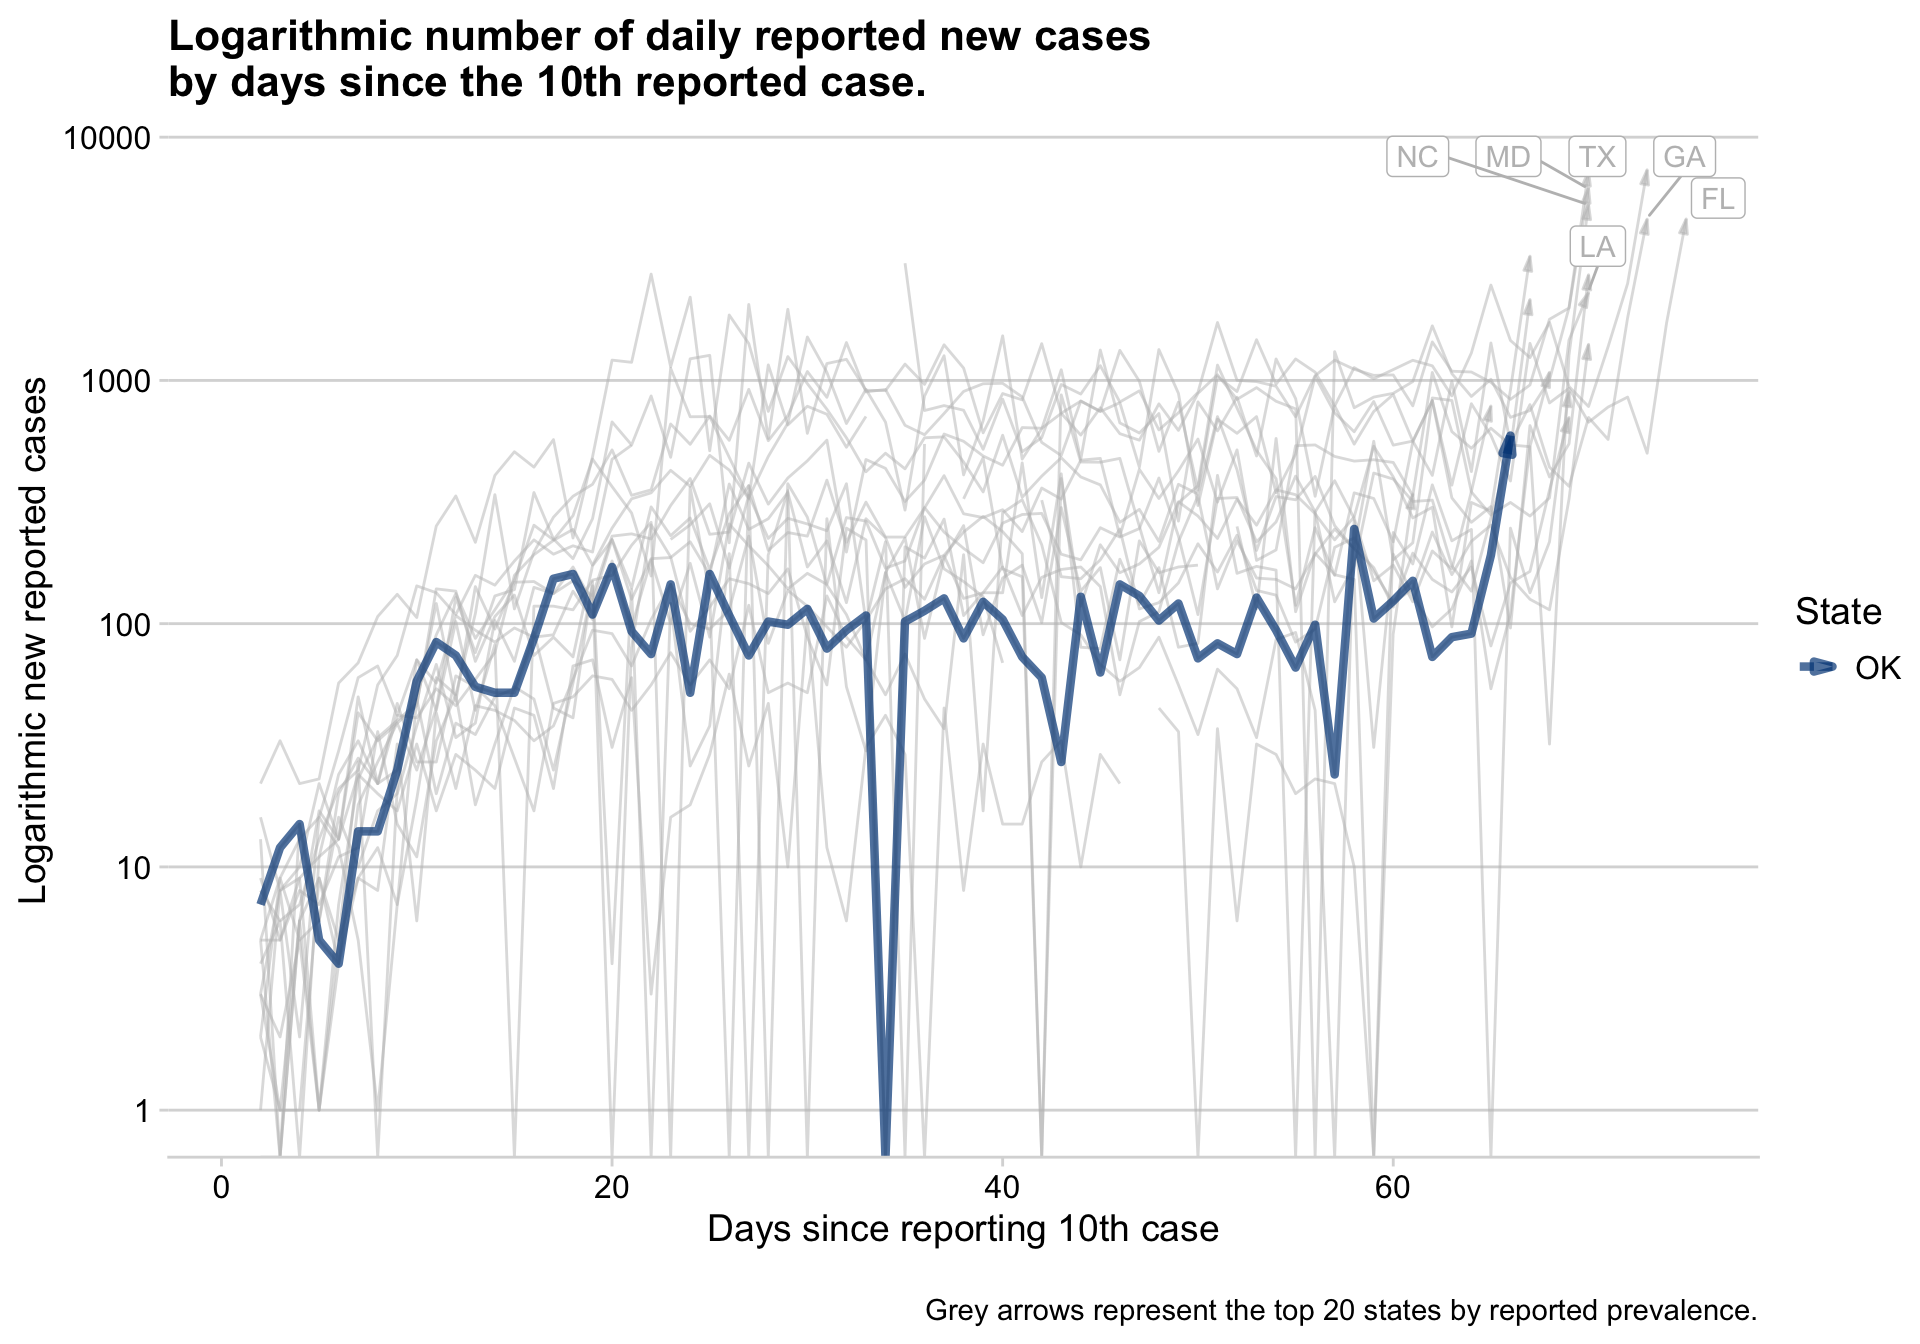 Logarithmic number of daily reported new cases
by days since the 10th reported case.
Logarithmic new reported cases
10000
1000
100
10
1
NC
MD
TX
GA
FL
LA
State
OK
0
20
40
60
Days since reporting 10th case
Grey arrows represent the top 20 states by reported prevalence.